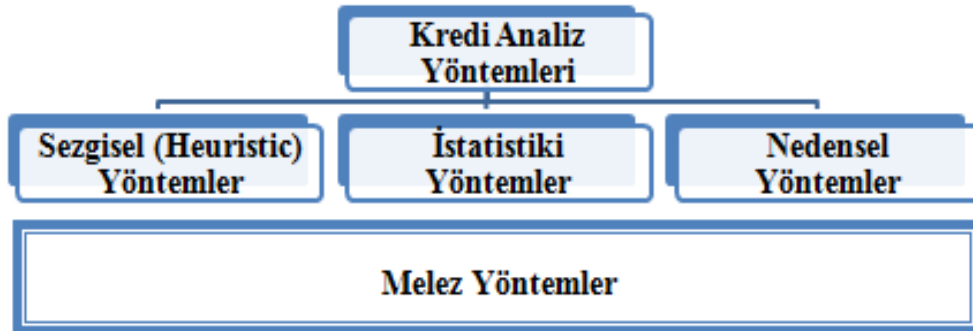 Kredi Analiz
Yöntemleri
Sezgisel (Heuristic)
Yöntemler
İstatistiki
Yöntemler
Nedensel
Yöntemler
Melez Yöntemler